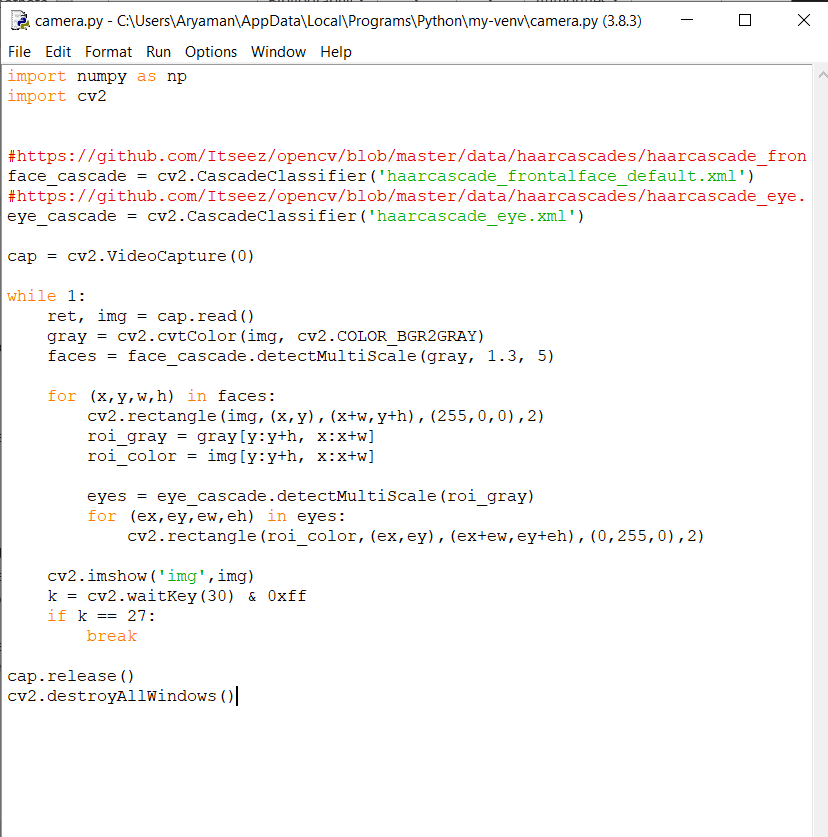 camera.py - C:\Users\Aryaman\AppData\Local\Programs\Python\my-venv\camera.py (3.8.3)
File Edit Format Run Options Window Help
import numpy as np
import cv2
#https://github.com/Itseez/opencv/blob/master/data/haarcascades/haarcascade_fron
face_cascade = cv2.CascadeClassifier('haarcascade_frontalface_default.xml')
#https://github.com/Itseez/opencv/blob/master/data/haarcascades/haarcascade_eye.
eye_cascade = cv2.CascadeClassifier('haarcascade_eye.xml')
cap = cv2.VideoCapture(0)
while 1:
    ret, img = cap.read()
    gray = cv2.cvtColor(img, cv2.COLOR_BGR2GRAY)
    faces = face_cascade.detectMultiScale(gray, 1.3, 5)
    for (x,y,w,h) in faces:
        cv2.rectangle(img,(x,y),(x+w,y+h),(255,0,0),2)
        roi_gray = gray[y:y+h, x:x+w]
        roi_color = img[y:y+h, x:x+w]
        eyes = eye_cascade.detectMultiScale(roi_gray)
        for (ex,ey,ew,eh) in eyes:
            cv2.rectangle(roi_color,(ex,ey),(ex+ew,ey+eh),(0,255,0),2)
    cv2.imshow('img',img)
    k = cv2.waitKey(30) & 0xff
    if k == 27:
        break
cap.release()
cv2.destroyAllWindows()